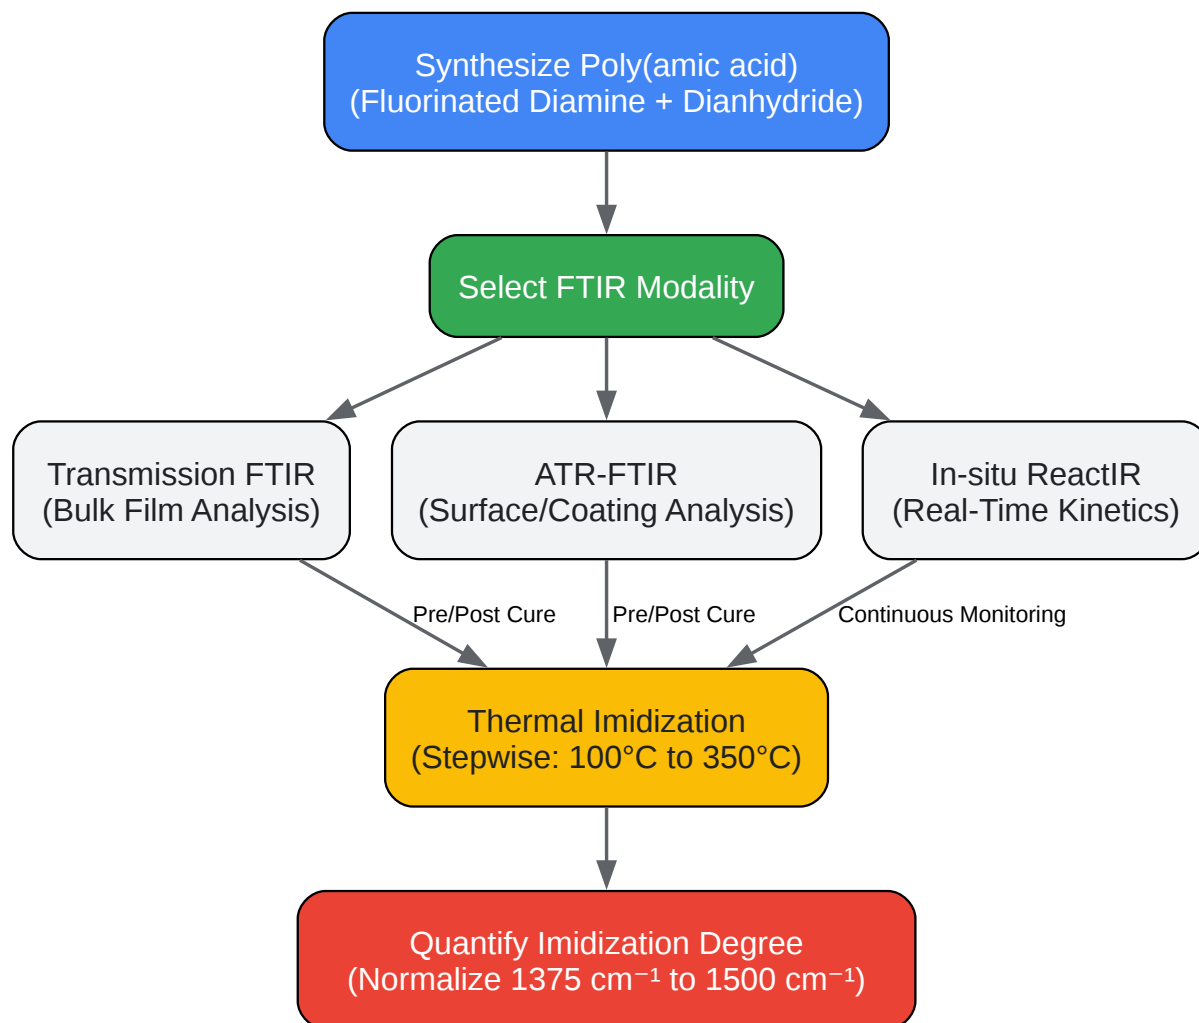 Synthesize Poly(amic acid)
(Fluorinated Diamine + Dianhydride)
Select FTIR Modality
Transmission FTIR
(Bulk Film Analysis)
ATR-FTIR
(Surface/Coating Analysis)
In-situ ReactIR
(Real-Time Kinetics)
Pre/Post Cure
Pre/Post Cure
Continuous Monitoring
Thermal Imidization
(Stepwise: 100°C to 350°C)
Quantify Imidization Degree
(Normalize 1375 cm⁻¹ to 1500 cm⁻¹)